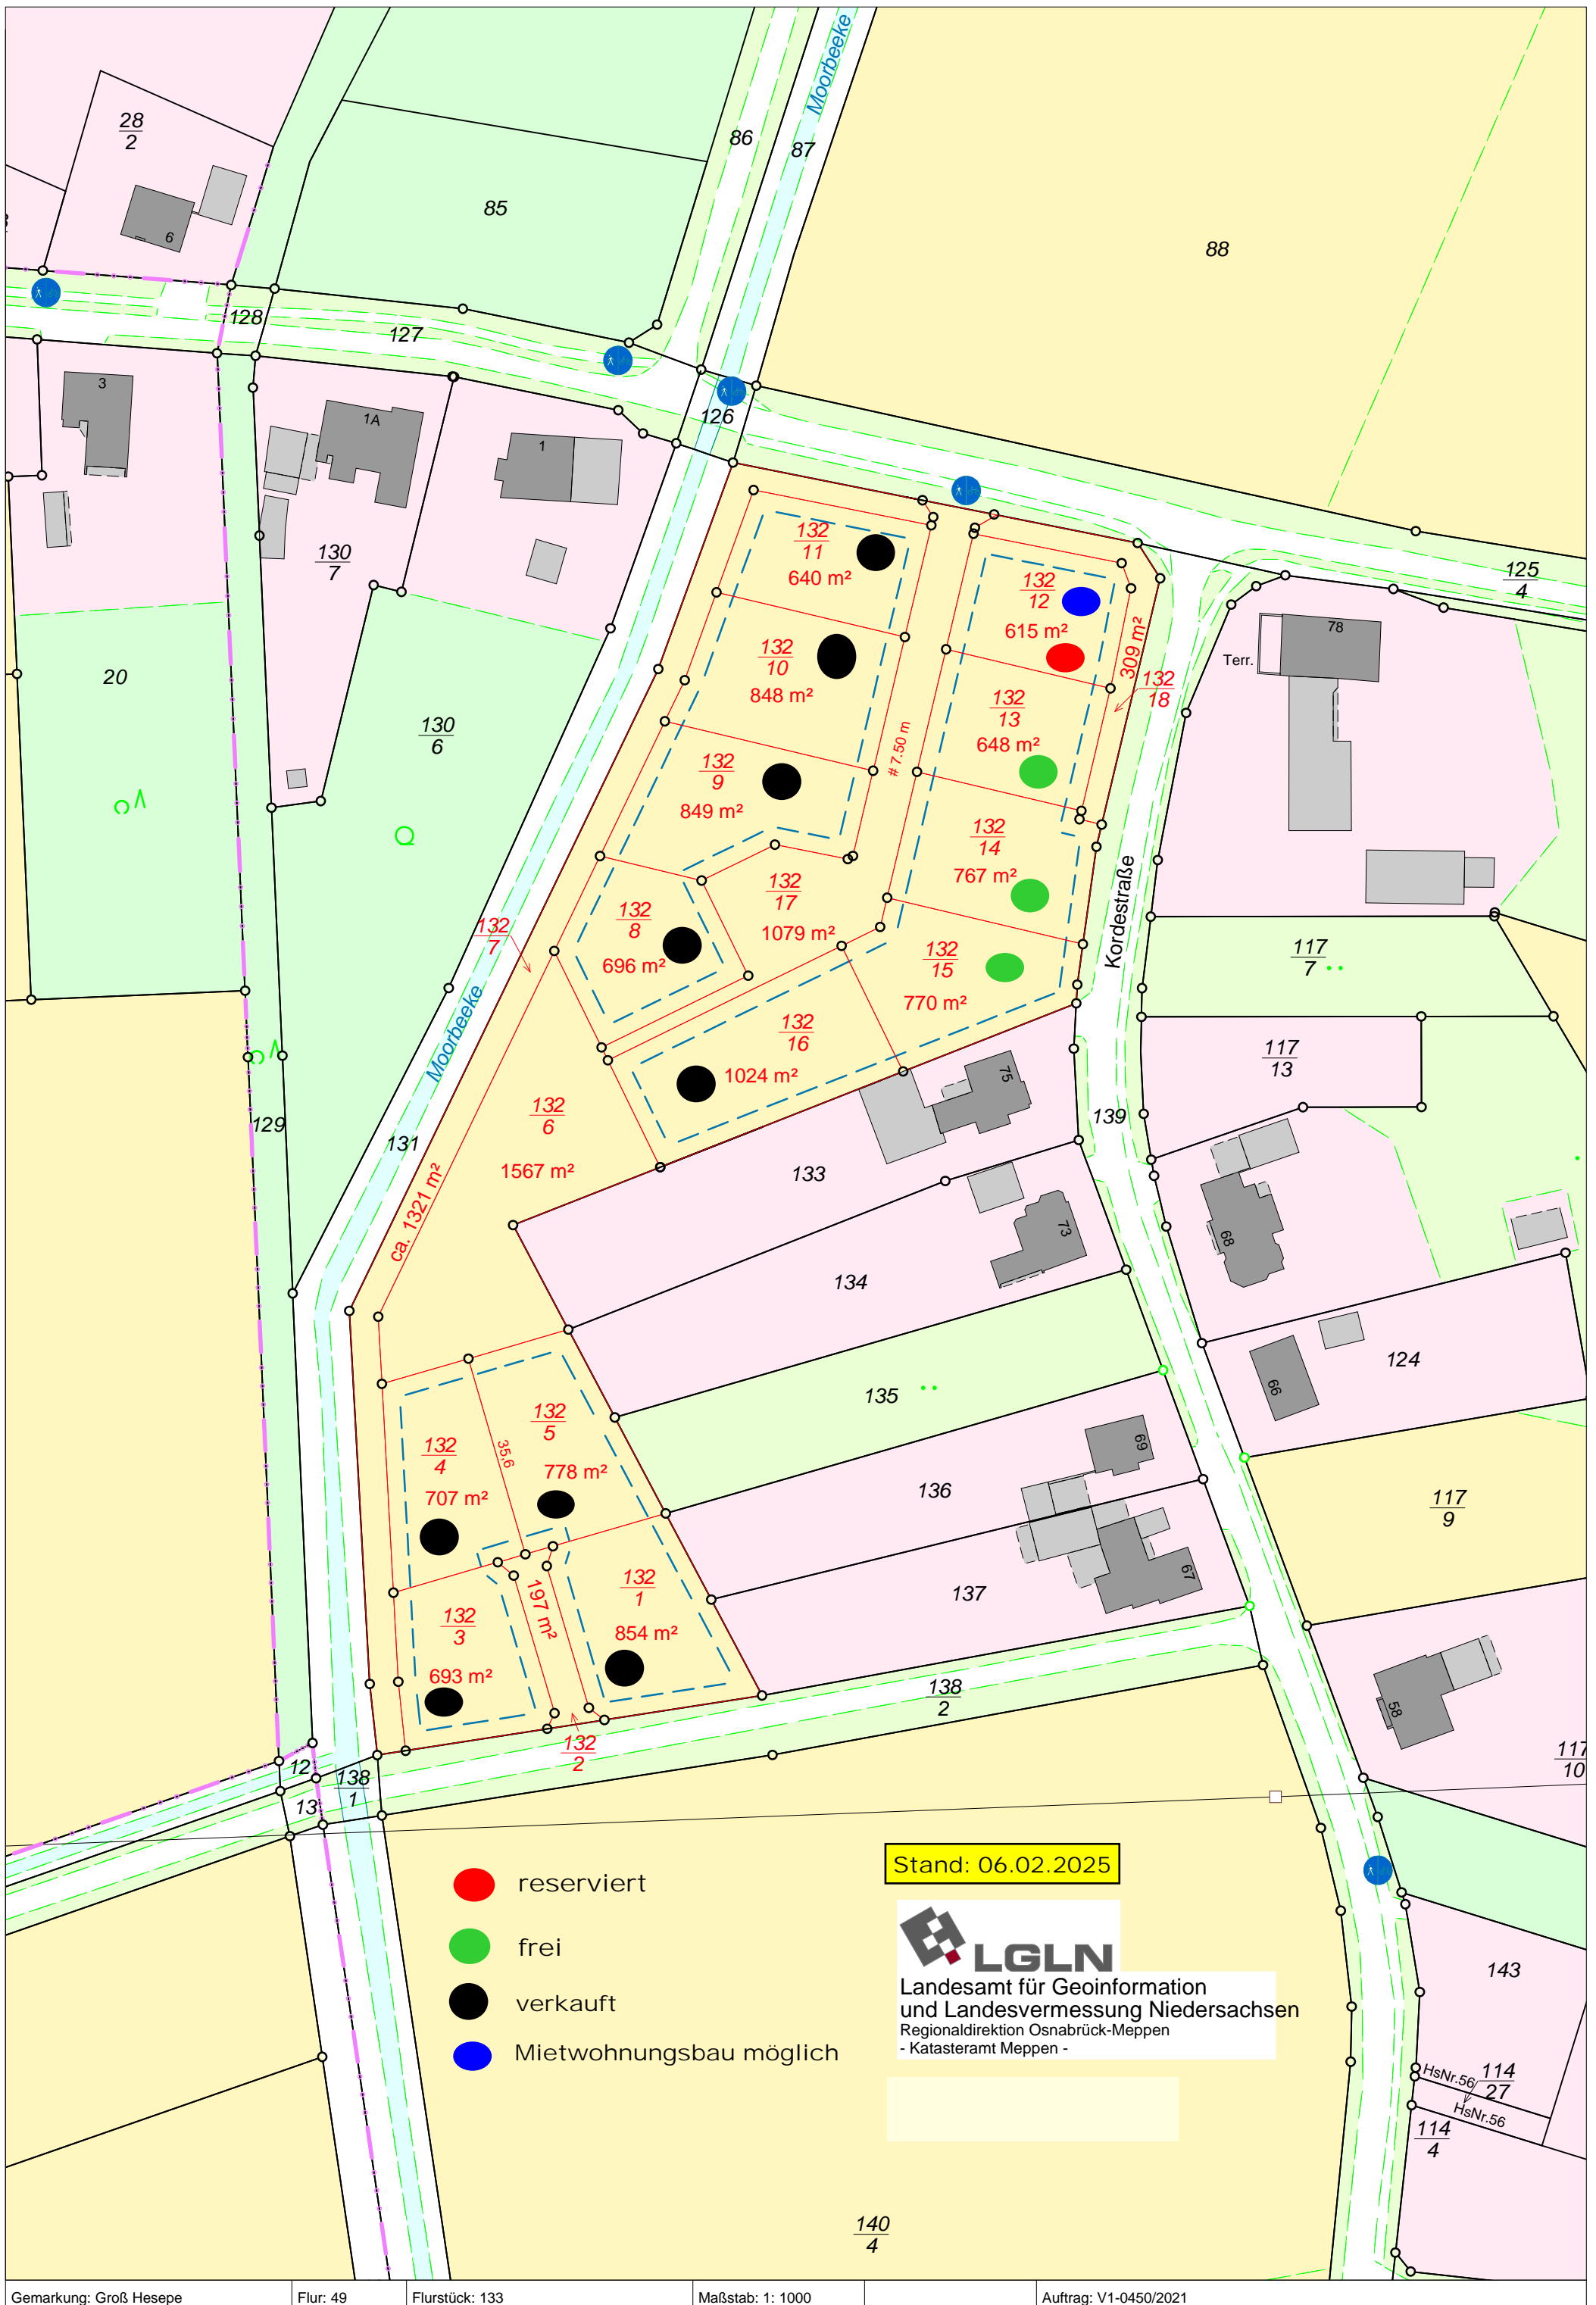 Moorbeeke
28
2
6
86
87
85
88
128
127
126
3
1A
1
130
7
132
11
640 m²
132
12
615 m²
309 m²
132
18
125
4
78
Terr.
20
130
6
132
10
848 m²
132
13
648 m²
# 7.50 m
132
9
849 m²
132
14
767 m²
Kordestraße
132
17
1079 m²
132
8
696 m²
132
7
132
15
770 m²
117
7
Moorbeeke
132
16
1024 m²
117
13
75
129
131
132
6
1567 m²
ca. 1321 m²
133
139
73
68
134
124
66
135
132
5
778 m²
35,6
132
4
707 m²
69
136
117
9
132
1
854 m²
197 m²
132
3
693 m²
137
67
138
2
132
2
58
117
10
12
138
1
13
reserviert
frei
verkauft
Mietwohnungsbau möglich
Stand: 06.02.2025
LGLN
Landesamt für Geoinformation
und Landesvermessung Niedersachsen
Regionaldirektion Osnabrück-Meppen
- Katasteramt Meppen -
143
HsNr.56
114
27
HsNr.56
114
4
140
4
Gemarkung: Groß Hesepe
Flur: 49
Flurstück: 133
Maßstab: 1: 1000
Auftrag: V1-0450/2021